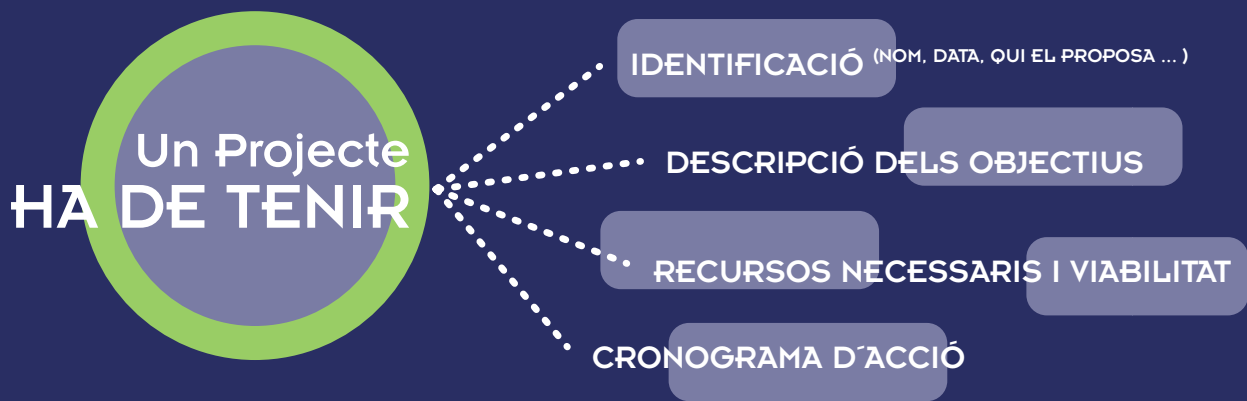 Un Projecte
HA DE TENIR
IDENTIFICACIÓ (NOM, DATA, QUI EL PROPOSA ... )
DESCRIPCIÓ DELS OBJECTIUS
RECURSOS NECESSARIS I VIABILITAT
CRONOGRAMA D´ACCIÓ